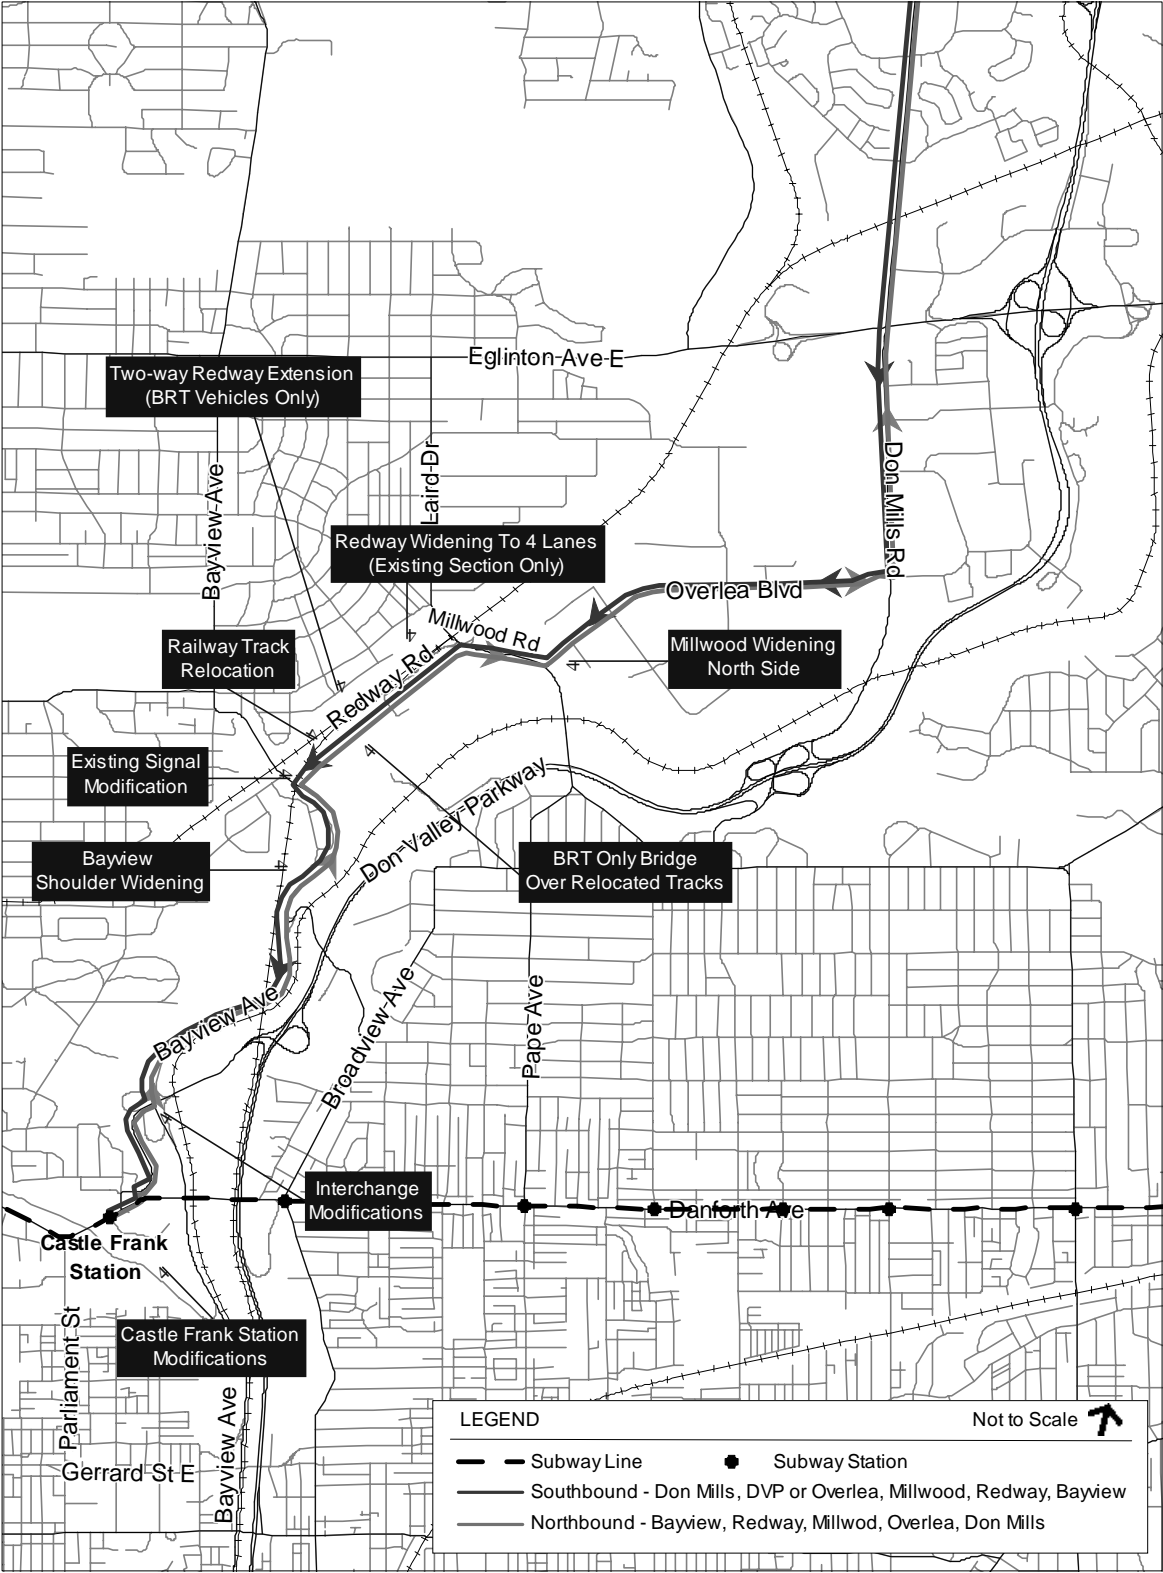 Eglinton Ave E
Two-way Redway Extension
(BRT Vehicles Only)
Bayview Ave
Laird Dr
Don Mills Rd
Redway Widening To 4 Lanes
(Existing Section Only)
Overlea Blvd
Millwood Rd
Railway Track
Relocation
Millwood Widening
North Side
Redway Rd
Existing Signal
Modification
Don Valley Parkway
Bayview
Shoulder Widening
BRT Only Bridge
Over Relocated Tracks
Bayview Ave
Broadview Ave
Pape Ave
Interchange
Modifications
Danforth Ave
Castle Frank
Station
Castle Frank Station
Modifications
Parliament St
Bayview Ave
Gerrard St E
LEGEND
Not to Scale
Subway Line
Subway Station
Southbound - Don Mills, DVP or Overlea, Millwood, Redway, Bayview
Northbound - Bayview, Redway, Millwod, Overlea, Don Mills